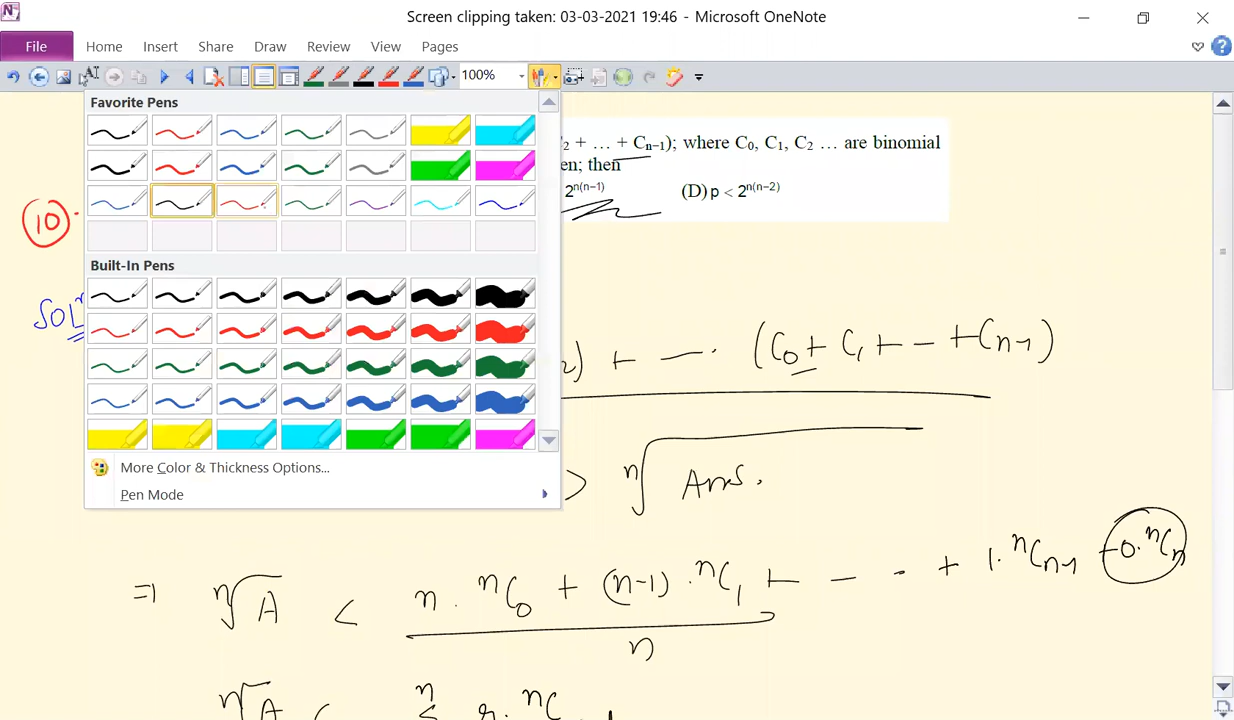 Screen clipping taken: 03-03-2021 19:46 - Microsoft OneNote
File Home Insert Share Draw Review View Pages
100%
Favorite Pens
Built-In Pens
More Color & Thickness Options...
Pen Mode
₂ + … + Cₙ₋₁); where C₀, C₁, C₂ … are binomial
en; then
2ⁿ⁽ⁿ⁻¹⁾ (D) p < 2ⁿ⁽ⁿ⁻²⁾
10.
SOLⁿ
) + —. (C₀ + C₁ + - + Cₙ₋₁)
> ⁿ√Ans.
⇒ ⁿ√A < n . ⁿC₀ + (n-1) . ⁿC₁ + - - + 1. ⁿCₙ₋₁ + 0. ⁿCₙ
n
ⁿ√A < n r. ⁿC